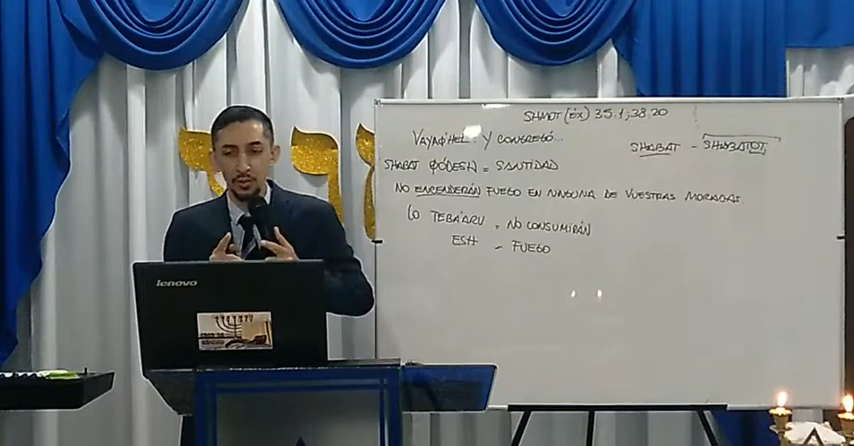 SHMOT (ÉX) 35.1,38,20
VAYAQ'HEL: Y CONGREGÓ...
SHABAT - SHABATOT
SHABAT QÓDESH = SANTIDAD
NO ENCENDERÁN FUEGO EN NINGUNA DE VUESTRAS MORADAS.
LO TEBA'ARU = NO CONSUMIRÁN
ESH - FUEGO
lenovo